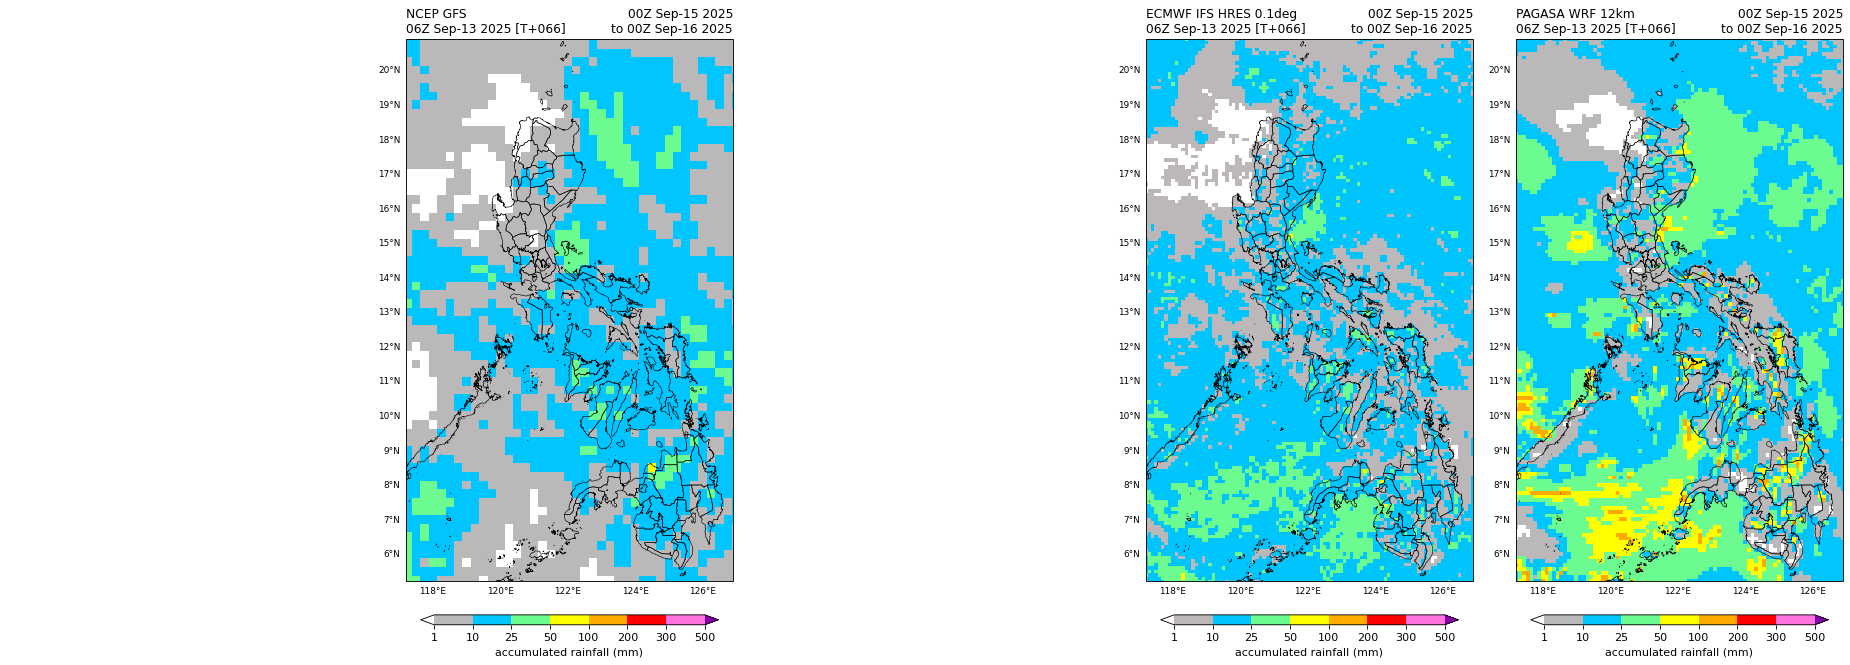 NCEP GFS 00Z Sep-15 2025
06Z Sep-13 2025 [T+066] to 00Z Sep-16 2025
20°N
19°N
18°N
17°N
16°N
15°N
14°N
13°N
12°N
11°N
10°N
9°N
8°N
7°N
6°N
118°E 120°E 122°E 124°E 126°E
1 10 25 50 100 200 300 500
accumulated rainfall (mm)
ECMWF IFS HRES 0.1deg 00Z Sep-15 2025
06Z Sep-13 2025 [T+066] to 00Z Sep-16 2025
20°N
19°N
18°N
17°N
16°N
15°N
14°N
13°N
12°N
11°N
10°N
9°N
8°N
7°N
6°N
118°E 120°E 122°E 124°E 126°E
1 10 25 50 100 200 300 500
accumulated rainfall (mm)
PAGASA WRF 12km 00Z Sep-15 2025
06Z Sep-13 2025 [T+066] to 00Z Sep-16 2025
20°N
19°N
18°N
17°N
16°N
15°N
14°N
13°N
12°N
11°N
10°N
9°N
8°N
7°N
6°N
118°E 120°E 122°E 124°E 126°E
1 10 25 50 100 200 300 500
accumulated rainfall (mm)